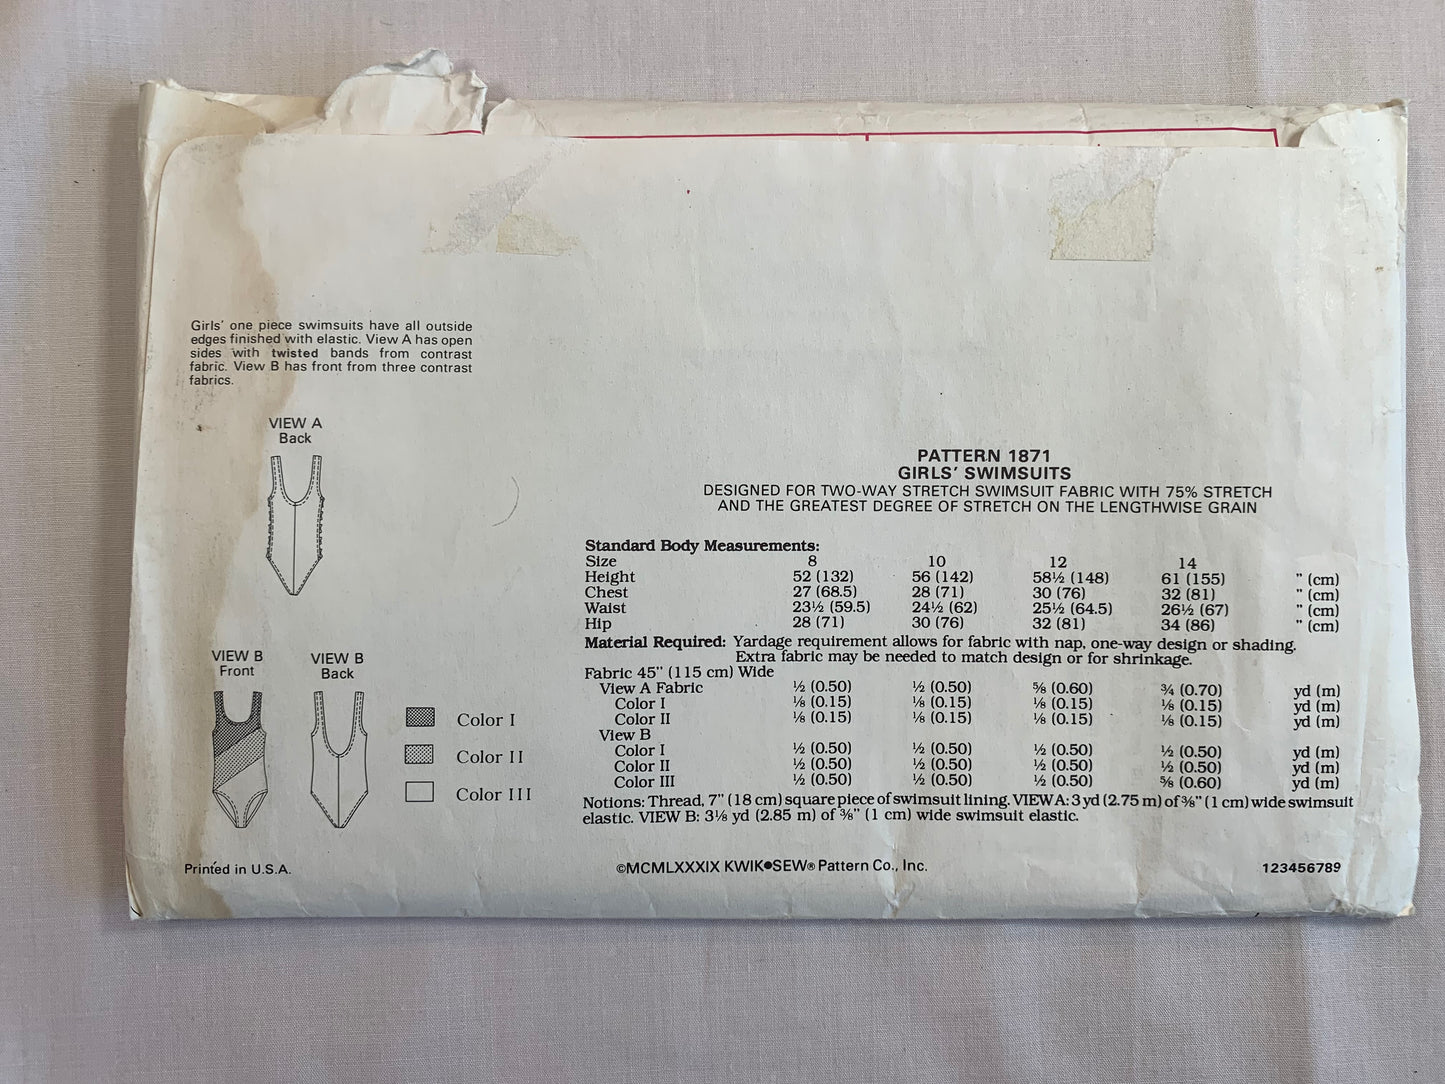 Girls' one piece swimsuits have all outside
edges finished with elastic. View A has open
sides with twisted bands from contrast
fabric. View B has front from three contrast
fabrics.
VIEW A
Back
VIEW B
Front
VIEW B
Back
Color I
Color II
Color III
PATTERN 1871
GIRLS' SWIMSUITS
DESIGNED FOR TWO-WAY STRETCH SWIMSUIT FABRIC WITH 75% STRETCH
AND THE GREATEST DEGREE OF STRETCH ON THE LENGTHWISE GRAIN
Standard Body Measurements:
Size 8 10 12 14
Height 52 (132) 56 (142) 58½ (148) 61 (155) " (cm)
Chest 27 (68.5) 28 (71) 30 (76) 32 (81) " (cm)
Waist 23½ (59.5) 24½ (62) 25½ (64.5) 26½ (67) " (cm)
Hip 28 (71) 30 (76) 32 (81) 34 (86) " (cm)
Material Required: Yardage requirement allows for fabric with nap, one-way design or shading.
Extra fabric may be needed to match design or for shrinkage.
Fabric 45" (115 cm) Wide
View A Fabric ½ (0.50) ½ (0.50) ⅝ (0.60) ¾ (0.70) yd (m)
Color I ⅛ (0.15) ⅛ (0.15) ⅛ (0.15) ⅛ (0.15) yd (m)
Color II ⅛ (0.15) ⅛ (0.15) ⅛ (0.15) ⅛ (0.15) yd (m)
View B
Color I ½ (0.50) ½ (0.50) ½ (0.50) ½ (0.50) yd (m)
Color II ½ (0.50) ½ (0.50) ½ (0.50) ½ (0.50) yd (m)
Color III ½ (0.50) ½ (0.50) ½ (0.50) ⅝ (0.60) yd (m)
Notions: Thread, 7" (18 cm) square piece of swimsuit lining. VIEW A: 3 yd (2.75 m) of ⅜" (1 cm) wide swimsuit
elastic. VIEW B: 3⅛ yd (2.85 m) of ⅜" (1 cm) wide swimsuit elastic.
Printed in U.S.A.
©MCMLXXXIX KWIK•SEW® Pattern Co., Inc.
123456789